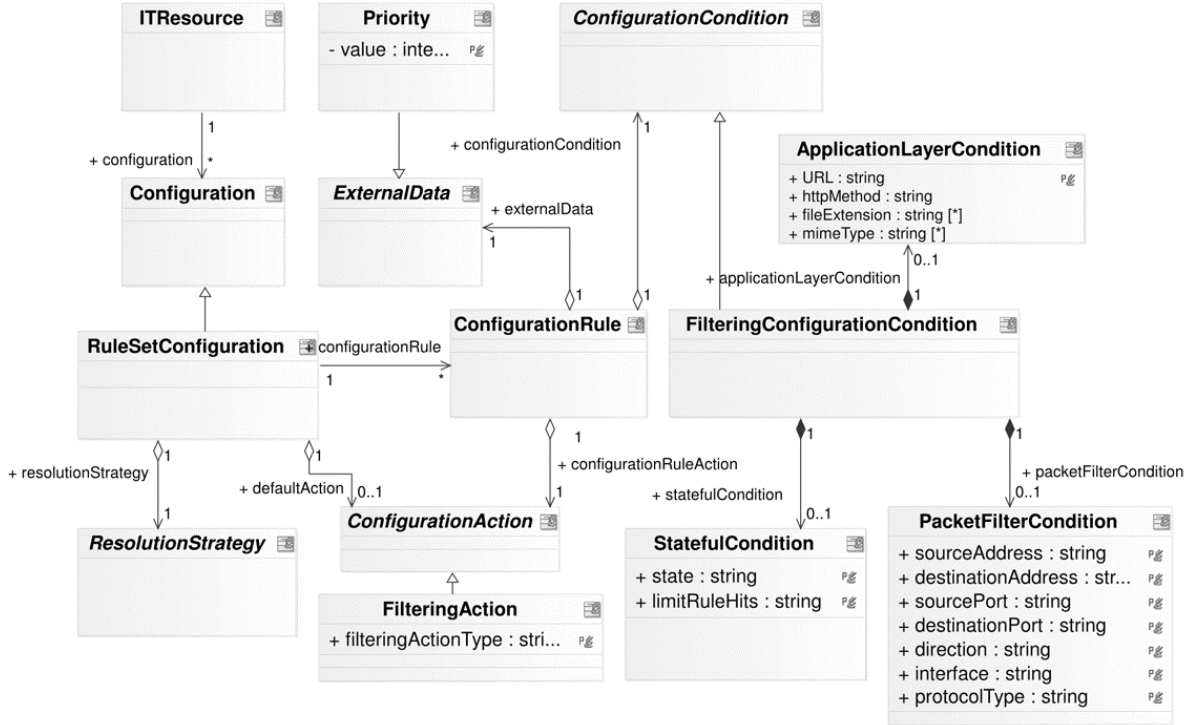 ITResource
Priority
- value : inte...
ConfigurationCondition
1
+ configuration
*
+ configurationCondition
1
ApplicationLayerCondition
+ URL : string
+ httpMethod : string
+ fileExtension : string [*]
+ mimeType : string [*]
Configuration
ExternalData
+ externalData
1
0..1
+ applicationLayerCondition
1
1
1
RuleSetConfiguration
+ configurationRule
1
*
ConfigurationRule
FilteringConfigurationCondition
+ resolutionStrategy
1
1
1
+ defaultAction
0..1
1
+ configurationRuleAction
1
1
+ statefulCondition
0..1
1
+ packetFilterCondition
0..1
ResolutionStrategy
ConfigurationAction
FilteringAction
+ filteringActionType : stri...
StatefulCondition
+ state : string
+ limitRuleHits : string
PacketFilterCondition
+ sourceAddress : string
+ destinationAddress : str...
+ sourcePort : string
+ destinationPort : string
+ direction : string
+ interface : string
+ protocolType : string